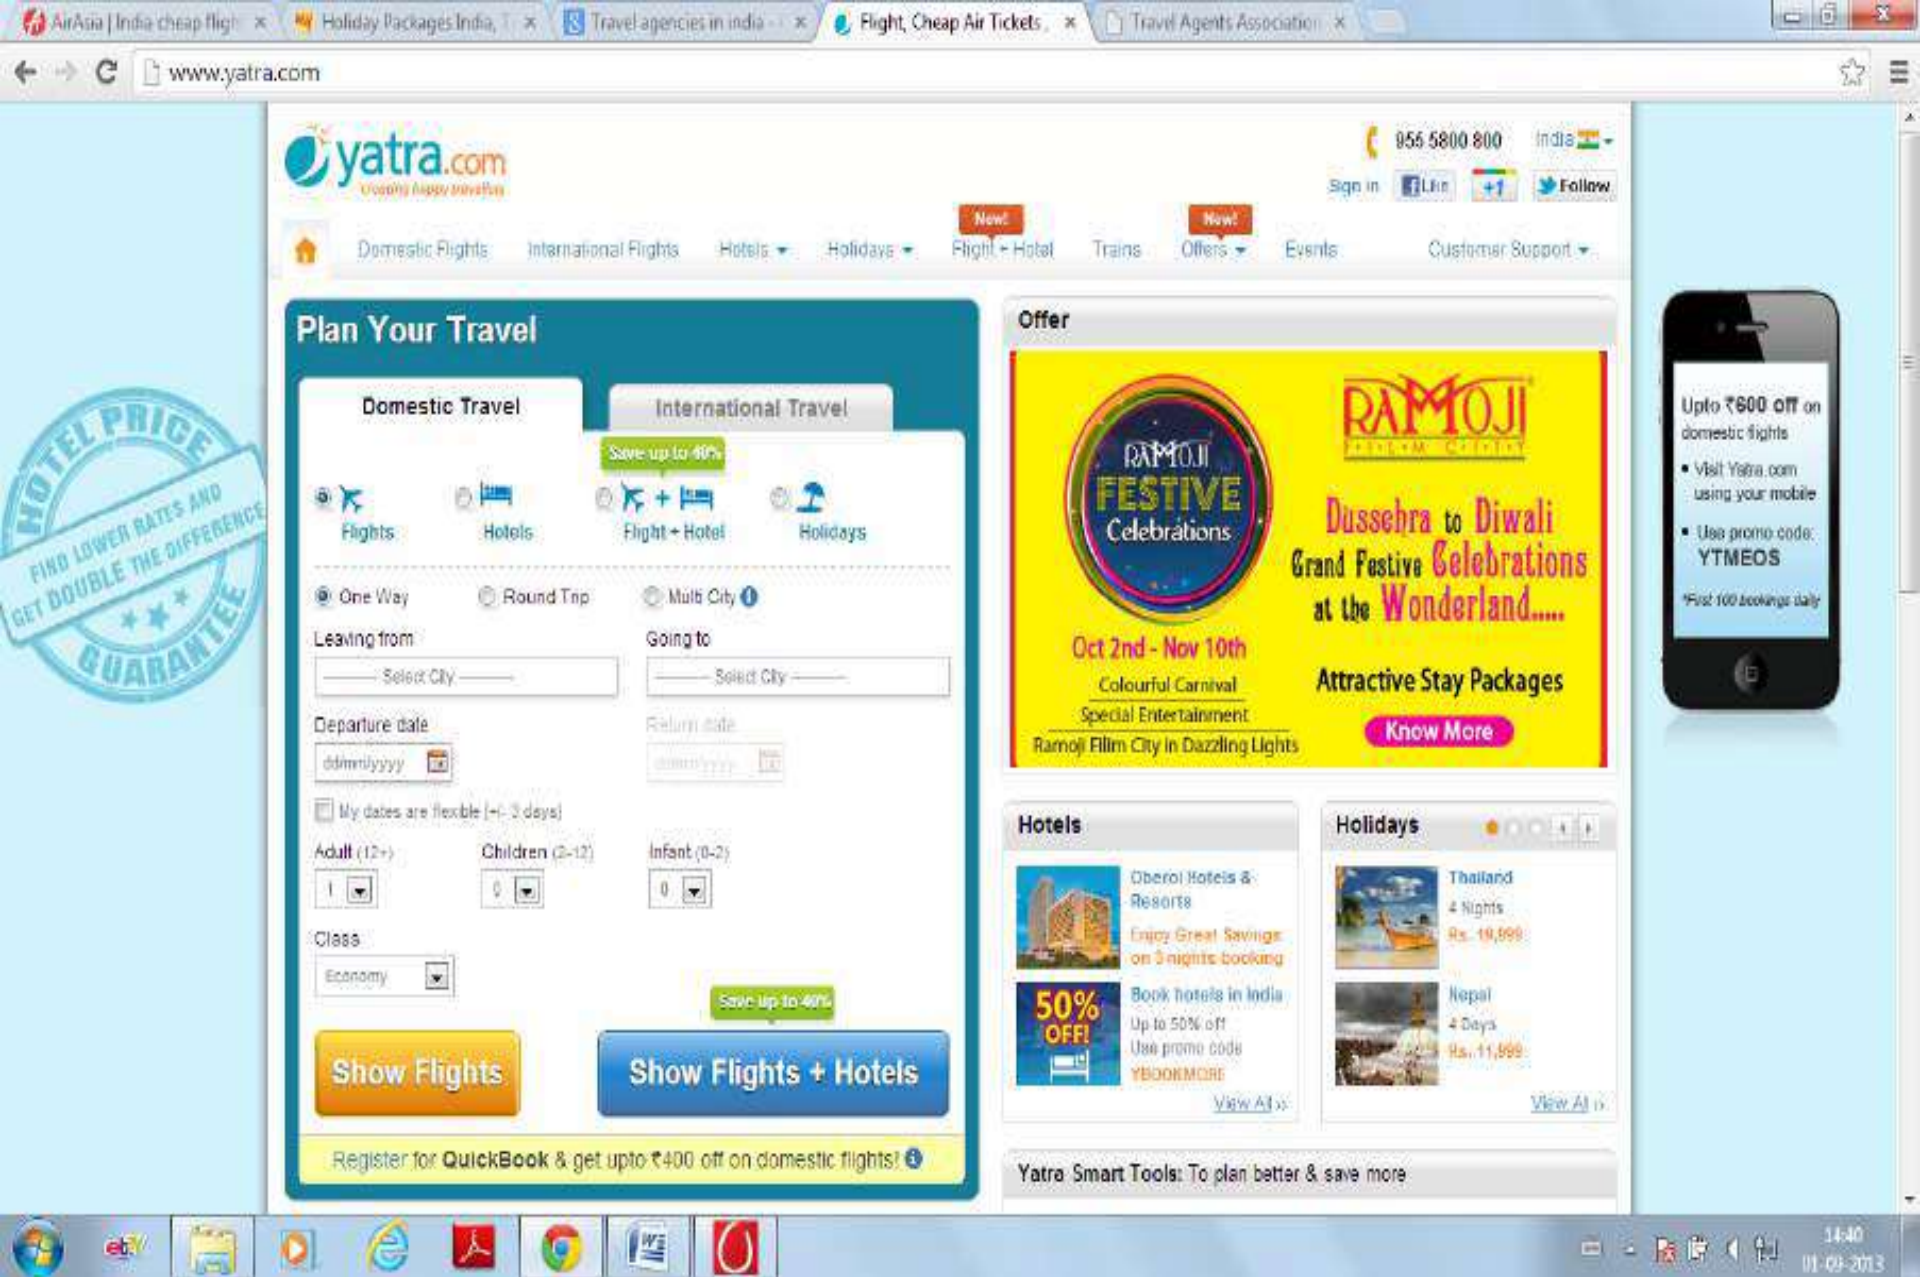 AirAsia | India cheap fligh
Holiday Packages India, T
Travel agencies in india -
Flight, Cheap Air Tickets,
Travel Agents Association
www.yatra.com
yatra.com
956 5800 800
India
Sign in
Like
+1
Follow
New!
New!
Domestic Flights
International Flights
Hotels
Holidays
Flight + Hotel
Trains
Offers
Events
Customer Support
HOTEL PRICE
FIND LOWER RATES AND
GET DOUBLE THE DIFFERENCE
GUARANTEE
Plan Your Travel
Domestic Travel
International Travel
Save up to 40%
Flights
Hotels
Flight + Hotel
Holidays
One Way
Round Trip
Multi City
Leaving from
Going to
Select City
Select City
Departure date
Return date
dd/mm/yyyy
dd/mm/yyyy
My dates are flexible [+/- 3 days]
Adult (12+)
Children (2-12)
Infant (0-2)
1
0
0
Class
Economy
Save up to 40%
Show Flights
Show Flights + Hotels
Register for QuickBook & get upto ₹400 off on domestic flights!
Offer
RAMOJI
FESTIVE
Celebrations
RAMOJI
FILM CITY
Dussehra to Diwali
Grand Festive Celebrations
at the Wonderland.....
Oct 2nd - Nov 10th
Colourful Carnival
Special Entertainment
Ramoji Fillm City in Dazzling Lights
Attractive Stay Packages
Know More
Hotels
Oberoi Hotels &
Resorts
Enjoy Great Savings
on 3 nights booking
50%
OFF!
Book hotels in India
Up to 50% off
Use promo code
YBOOKMORE
View All »
Holidays
Thailand
4 Nights
Rs.
Nepal
4 Days
Rs. 11,999
View All »
Yatra Smart Tools: To plan better & save more
Upto ₹600 off on
domestic flights
Visit Yatra.com
using your mobile
Use promo code:
YTMEOS
*First 100 bookings daily
14:40
01-09-2013